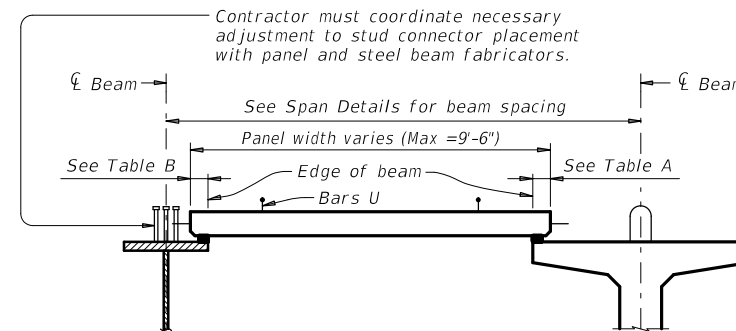 Contractor must coordinate necessary
adjustment to stud connector placement
with panel and steel beam fabricators.
℄ Beam
℄ Beam
See Span Details for beam spacing
Panel width varies (Max =9'-6")
See Table B
Edge of beam
See Table A
Bars U